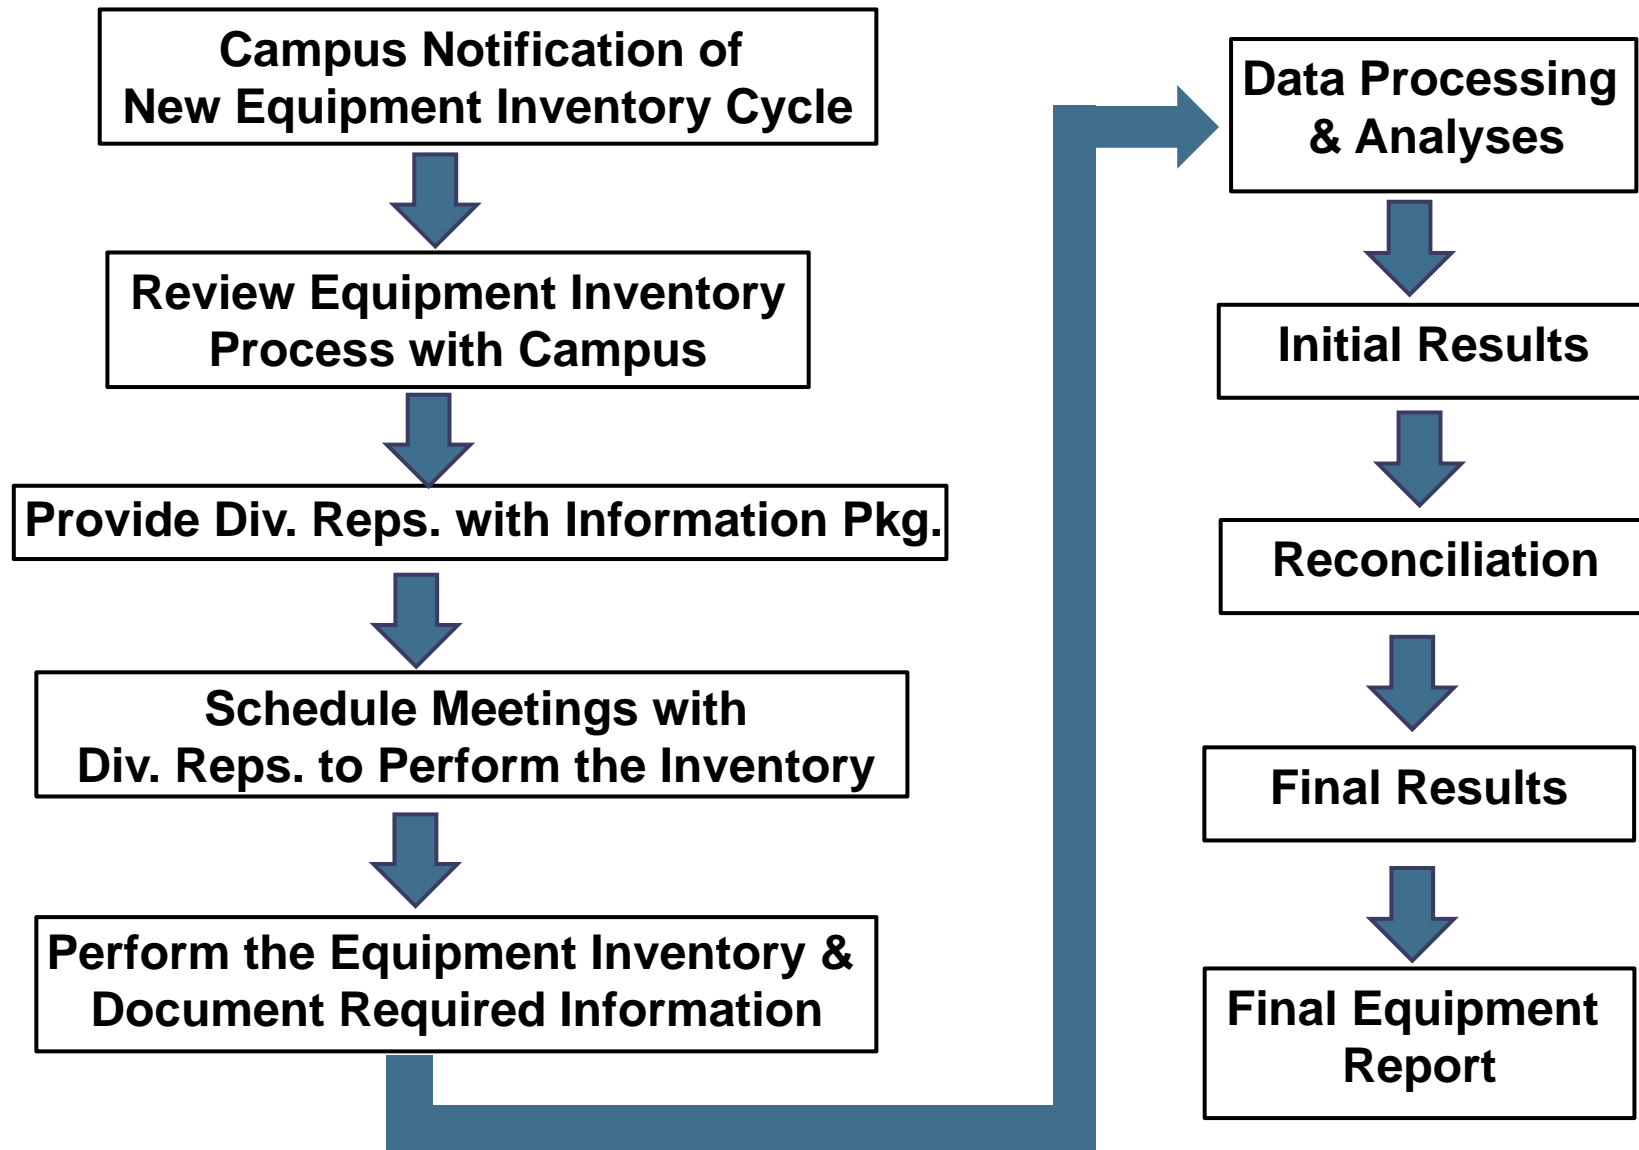 Campus Notification of
New Equipment Inventory Cycle
Review Equipment Inventory
Process with Campus
Provide Div. Reps. with Information Pkg.
Schedule Meetings with
Div. Reps. to Perform the Inventory
Perform the Equipment Inventory &
Document Required Information
Data Processing
& Analyses
Initial Results
Reconciliation
Final Results
Final Equipment
Report